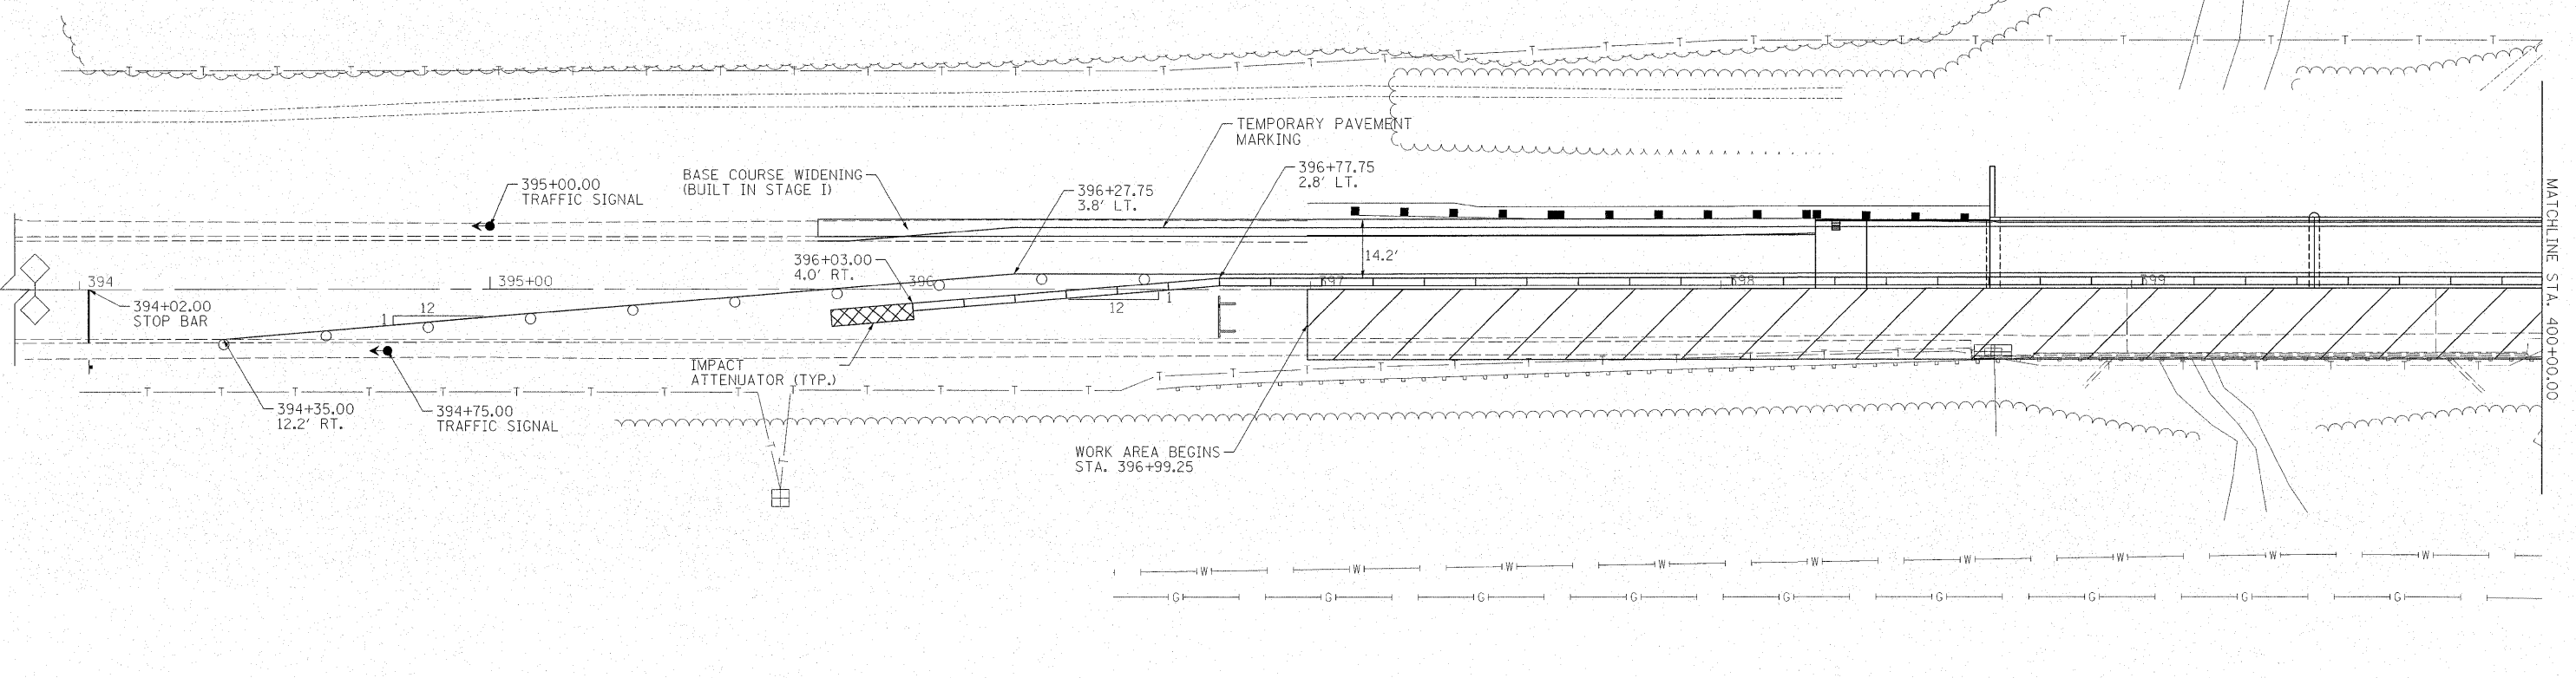 TEMPORARY PAVEMENT
MARKING
396+77.75
2.8' LT.
BASE COURSE WIDENING
(BUILT IN STAGE I)
395+00.00
TRAFFIC SIGNAL
396+27.75
3.8' LT.
MATCHLINE STA. 400+00.00
14.2'
396+03.00
4.0' RT.
394
395+00
396
397
398
399
394+02.00
STOP BAR
12
1
12
1
IMPACT
ATTENUATOR (TYP.)
394+35.00
12.2' RT.
394+75.00
TRAFFIC SIGNAL
WORK AREA BEGINS
STA. 396+99.25
T T T T T T T T T T T T T T T T T T T T T T T T T T T T T T T T T
W W W W W W W W W
G G G G G G G G G